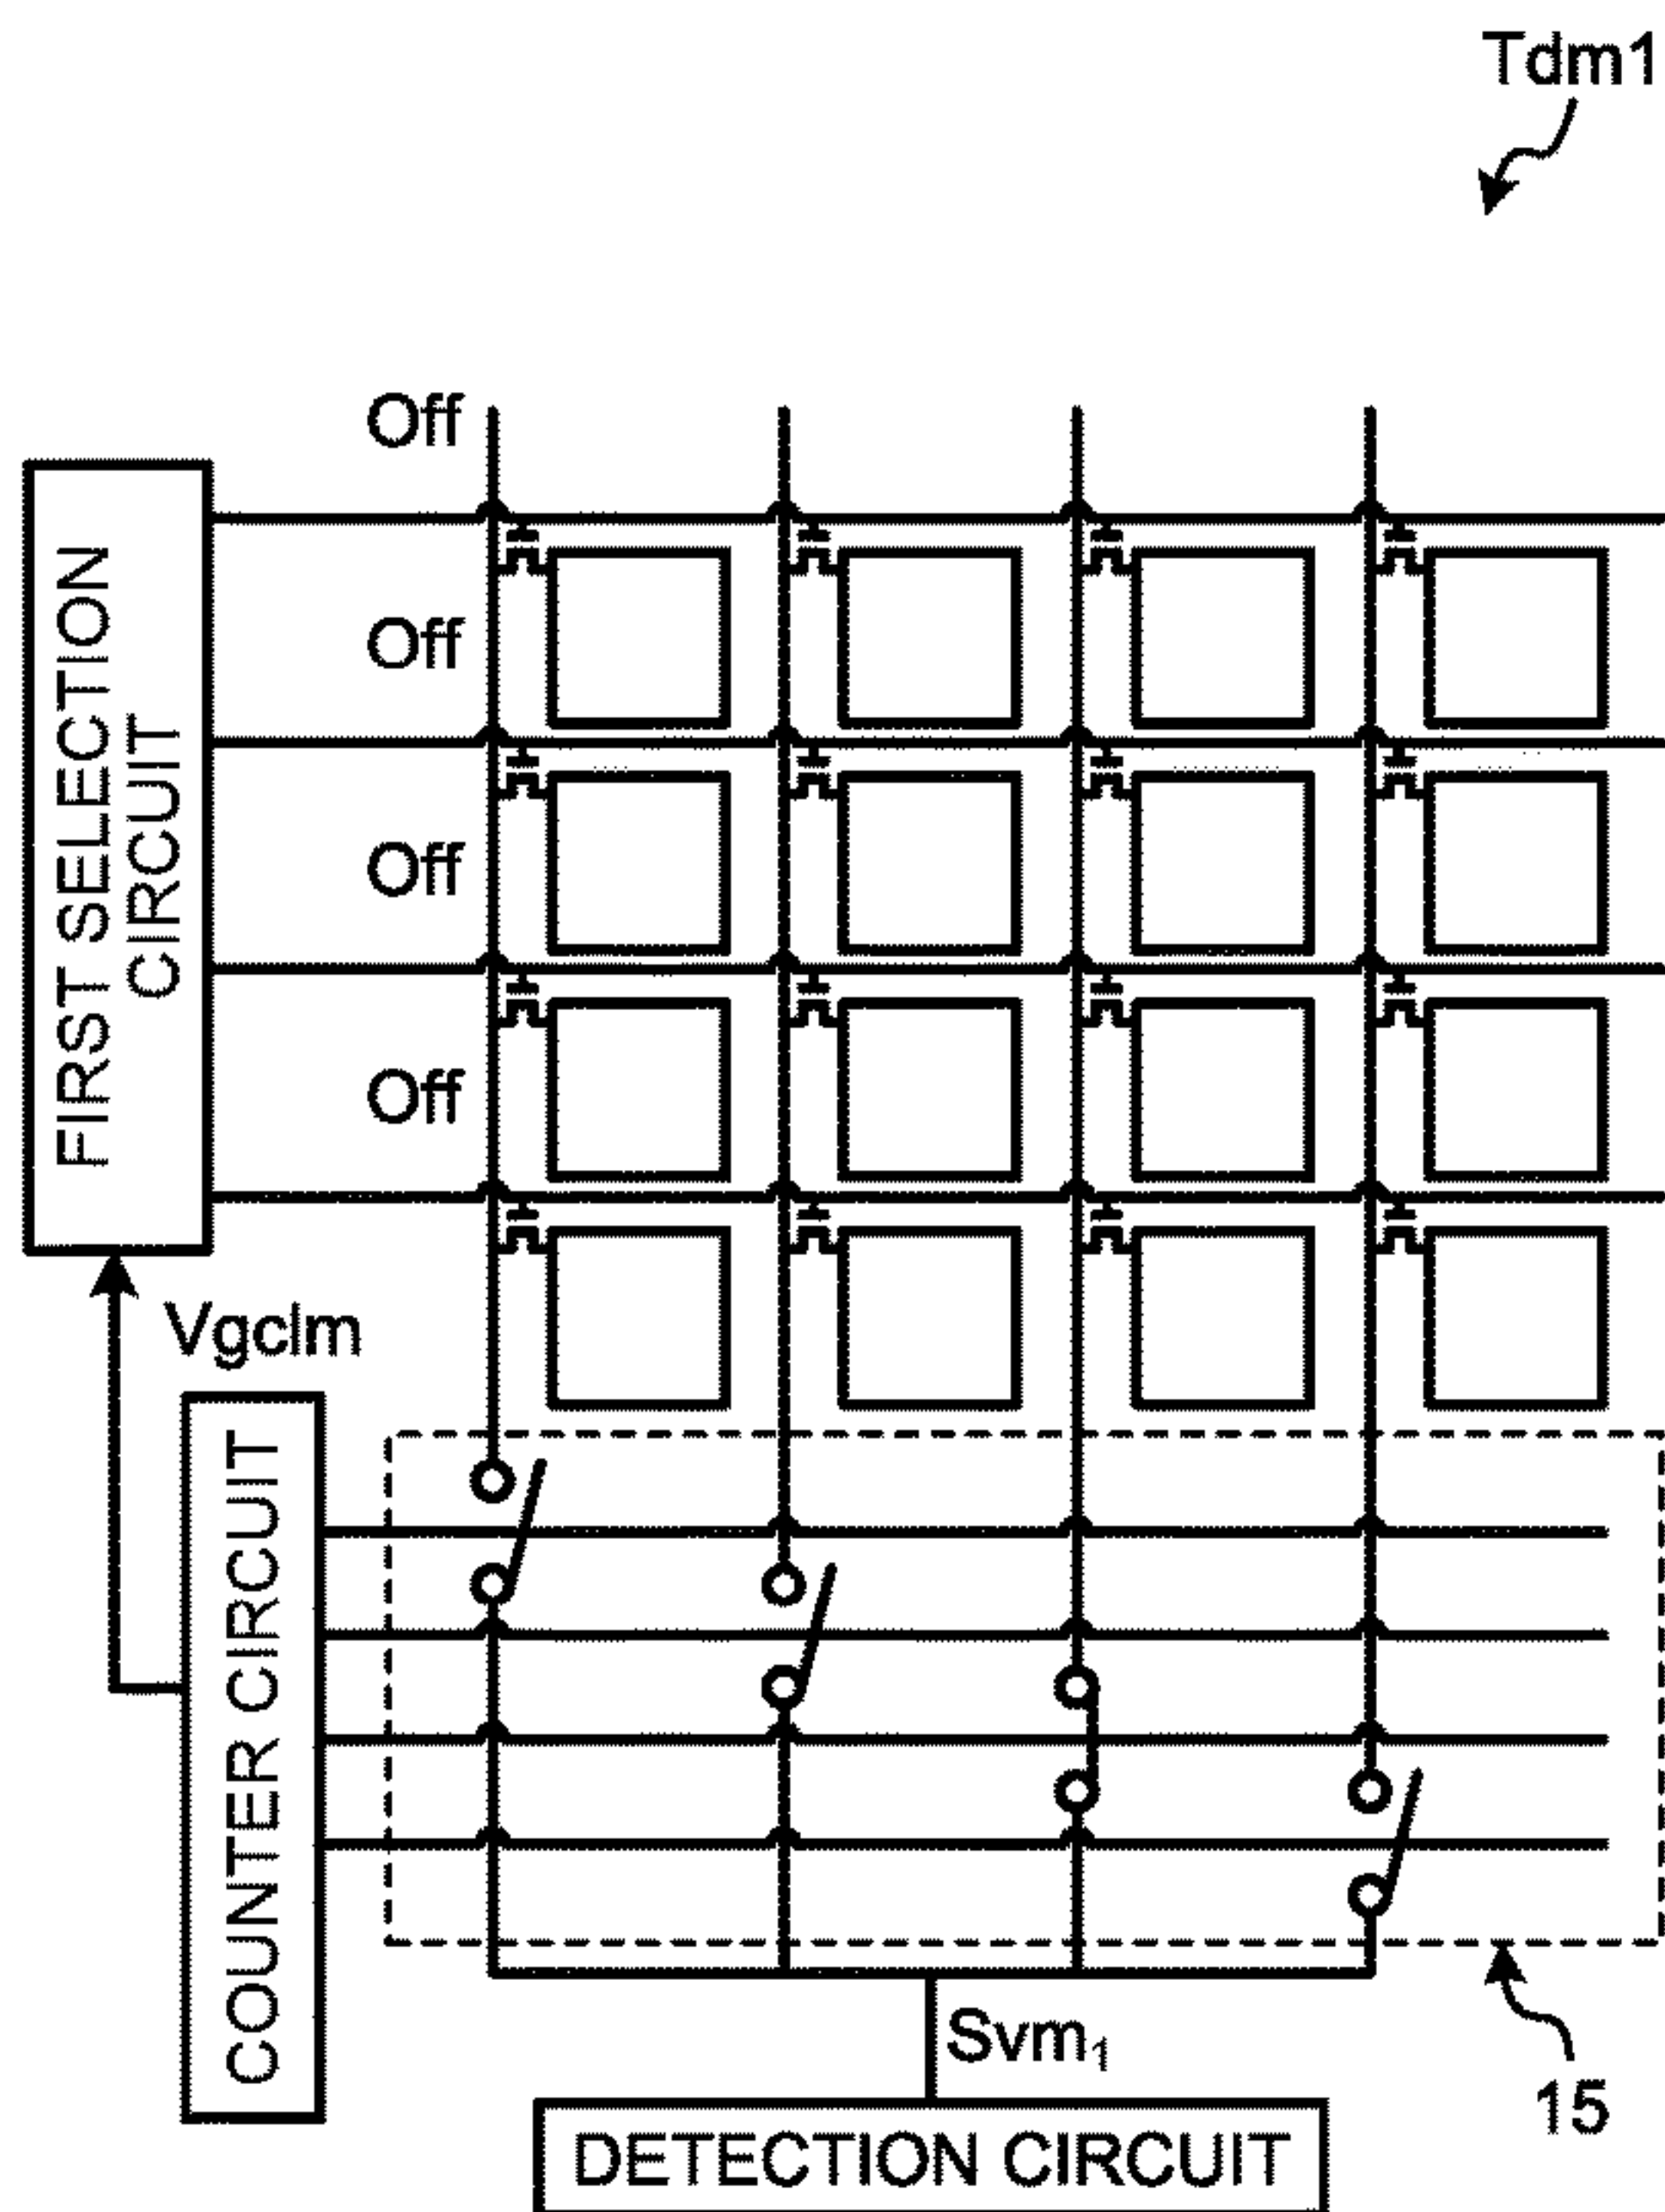 Tdm1
Off
Off
Off
Off
FIRST SELECTION
CIRCUIT
Vgclm
COUNTER CIRCUIT
Svm₁
15
DETECTION CIRCUIT